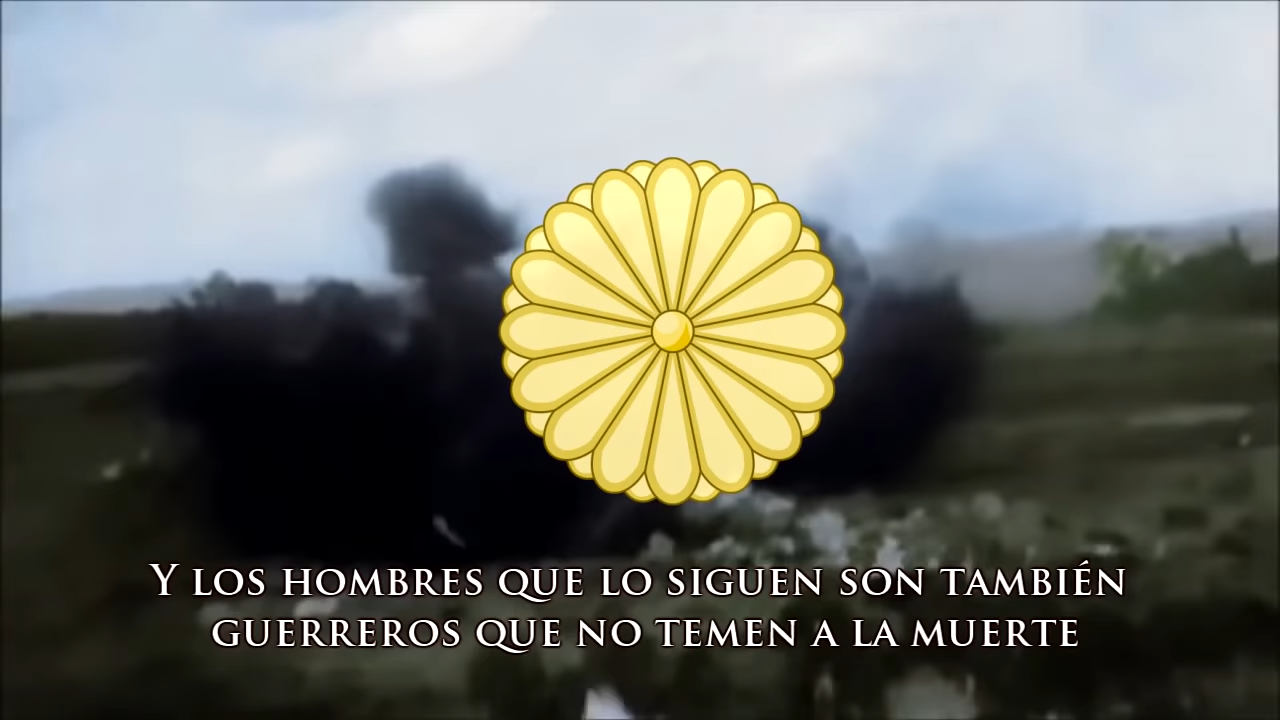 Y LOS HOMBRES QUE LO SIGUEN SON TAMBIÉN
GUERREROS QUE NO TEMEN A LA MUERTE